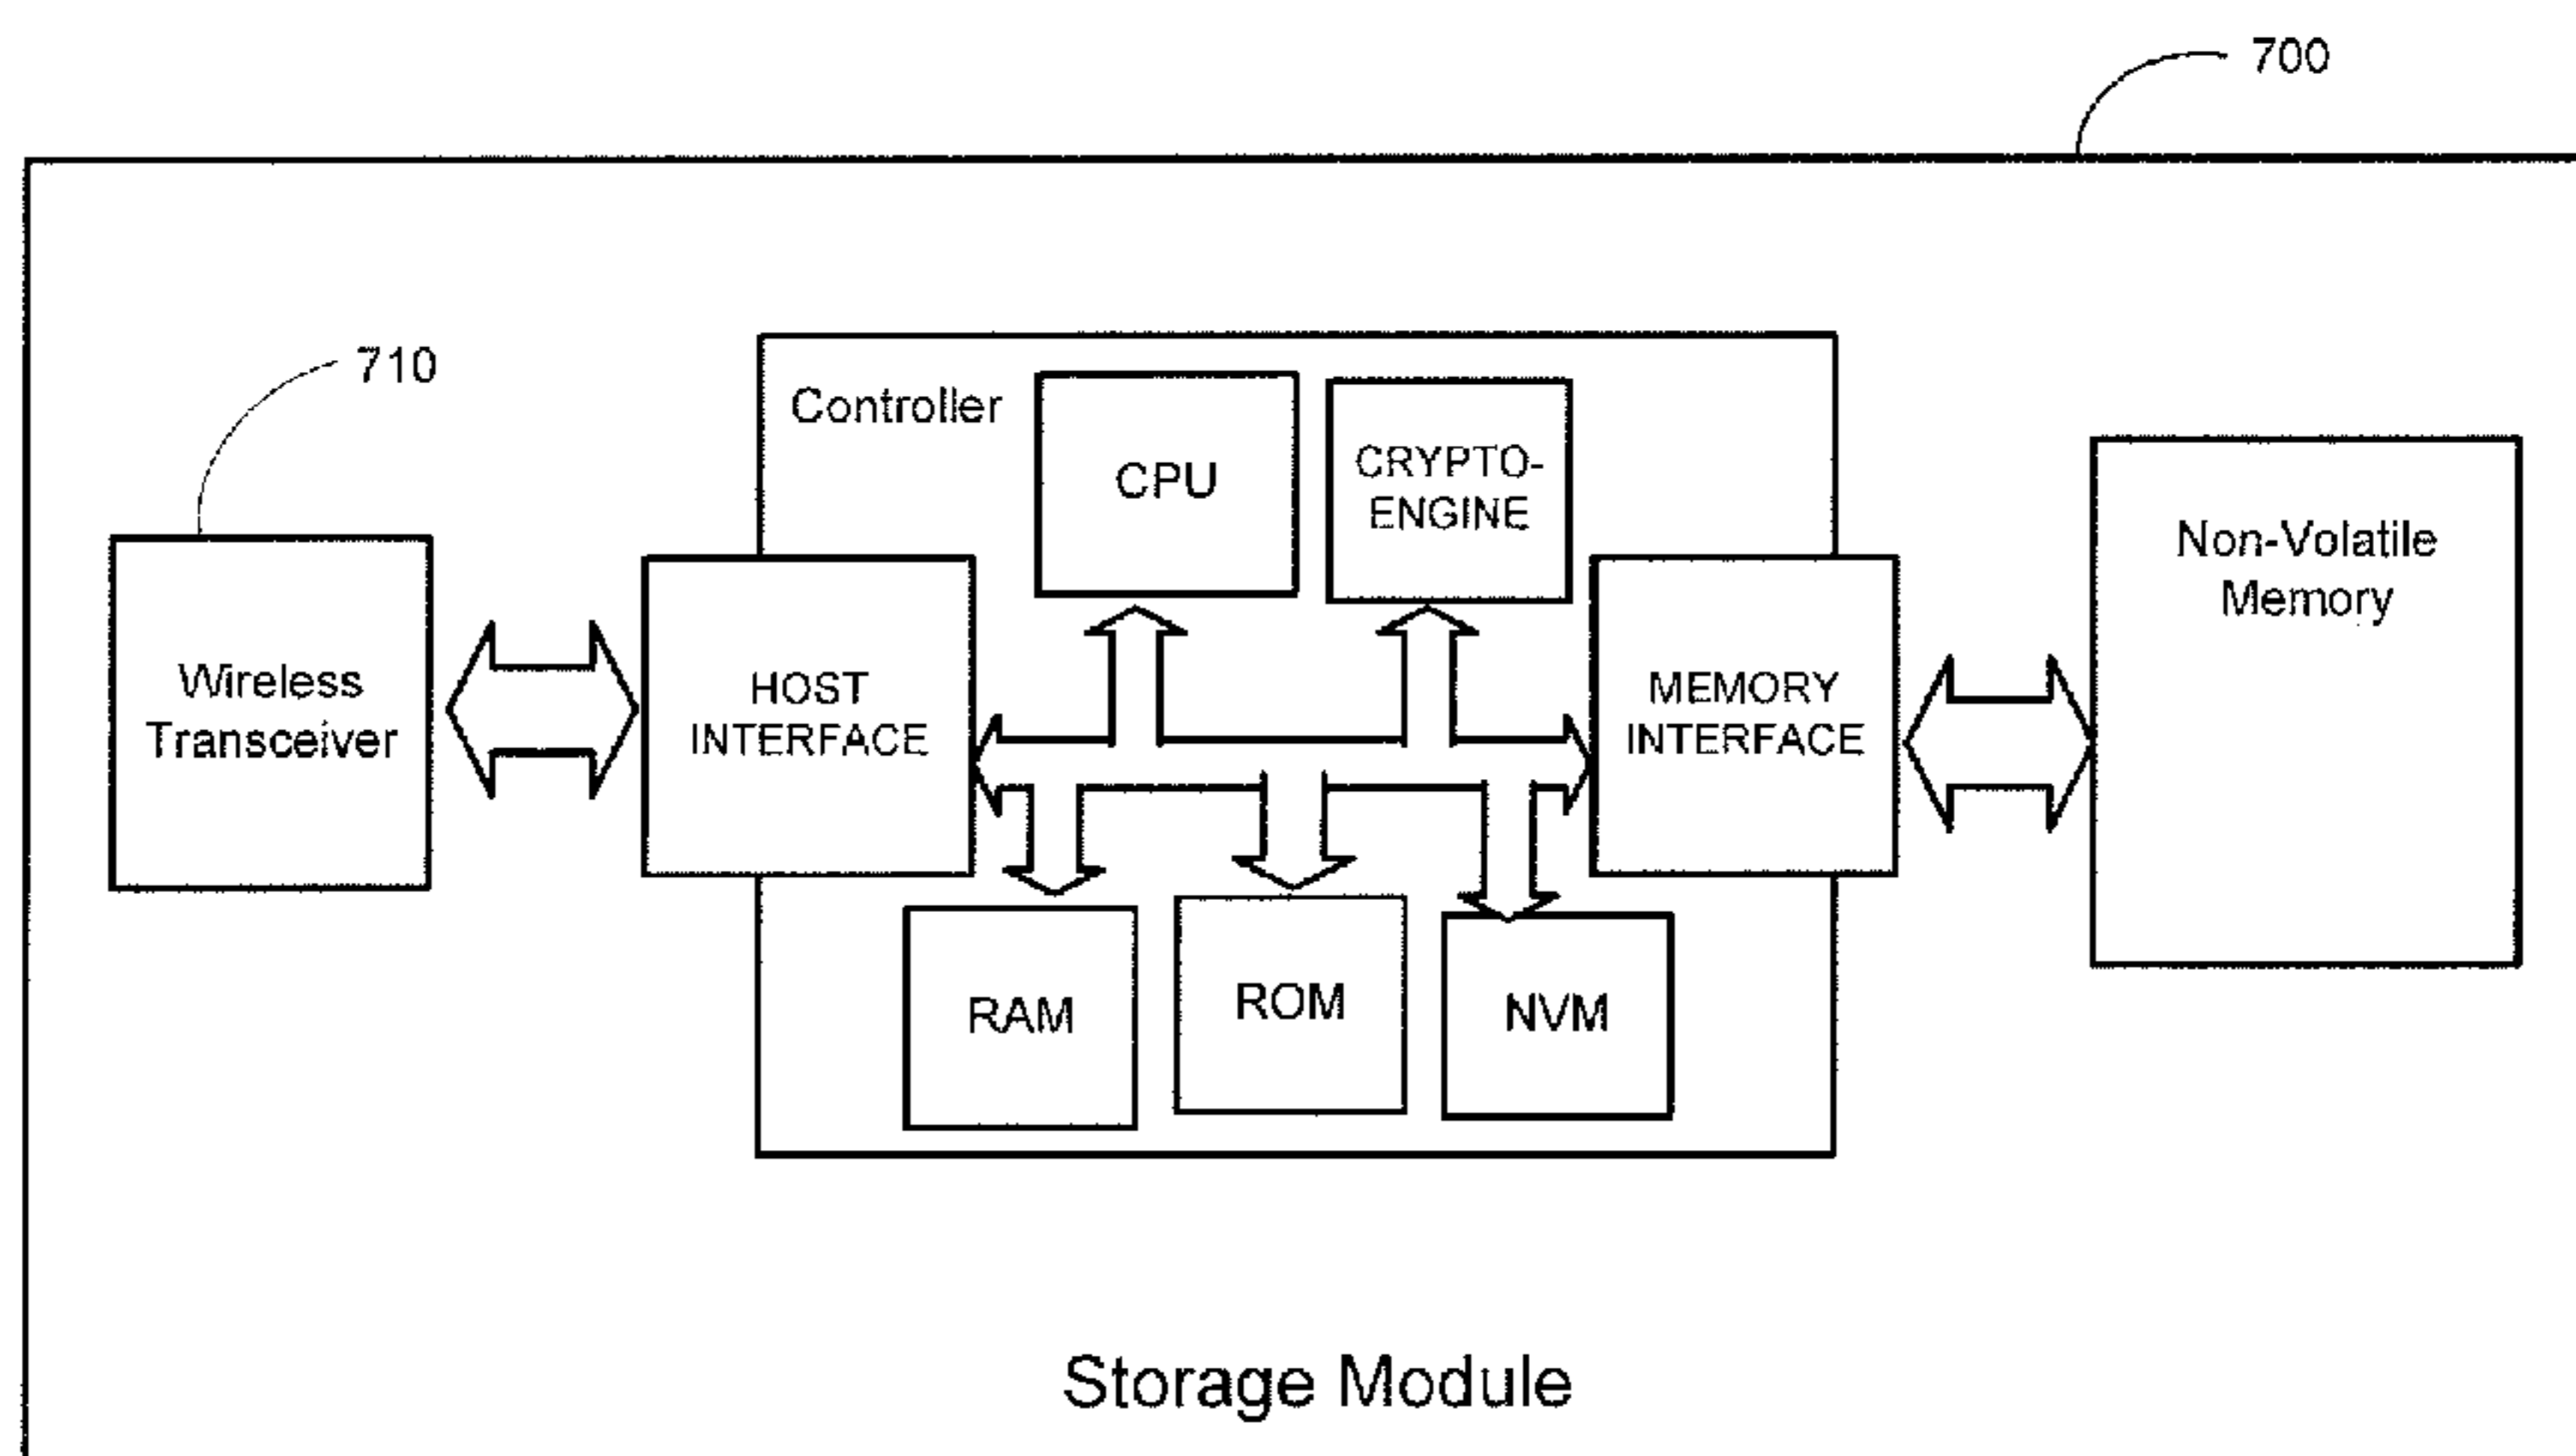 700
710
Controller
CPU
CRYPTO-
ENGINE
Non-Volatile
Memory
Wireless
Transceiver
HOST
INTERFACE
MEMORY
INTERFACE
RAM
ROM
NVM
Storage Module